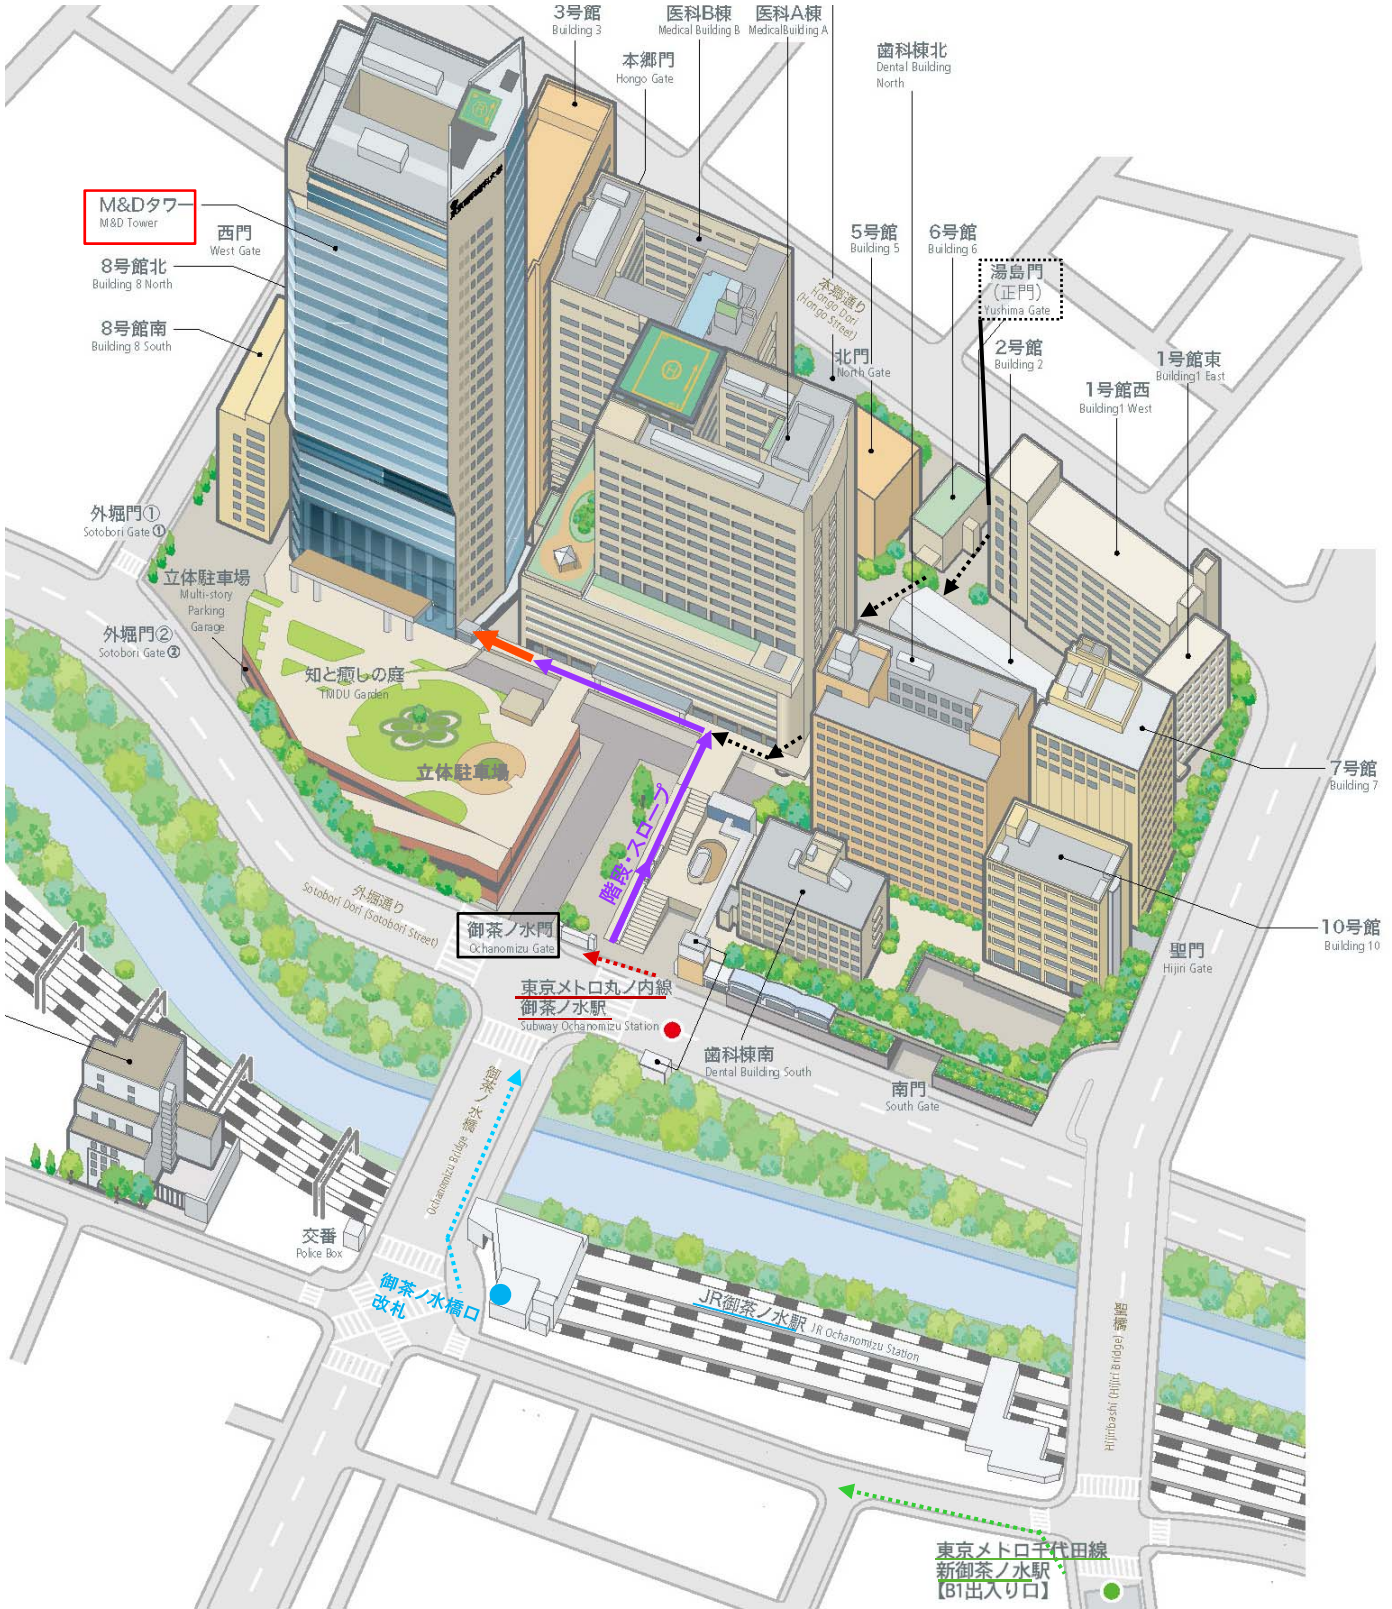 3号館
Building 3
医科B棟
Medical Building B
医科A棟
MedicalBuilding A
本郷門
Hongo Gate
歯科棟北
Dental Building
North
M&Dタワー
M&D Tower
西門
West Gate
8号館北
Building 8 North
8号館南
Building 8 South
5号館
Building 5
6号館
Building 6
湯島門
(正門)
Yushima Gate
本郷通り
Hongo Dori
(Hongo Street)
北門
North Gate
2号館
Building 2
1号館東
Building1 East
1号館西
Building1 West
外堀門①
Sotobori Gate ①
立体駐車場
Multi-story
Parking
Garage
外堀門②
Sotobori Gate ②
知と癒しの庭
TMDU Garden
立体駐車場
階段・スロープ
7号館
Building 7
外堀通り
Sotobori Dori (Sotobori Street)
御茶ノ水門
Ochanomizu Gate
10号館
Building 10
聖門
Hijiri Gate
東京メトロ丸ノ内線
御茶ノ水駅
Subway Ochanomizu Station
歯科棟南
Dental Building South
南門
South Gate
御茶ノ水橋
Ochanomizu Bridge
交番
Police Box
御茶ノ水橋口
改札
JR御茶ノ水駅 JR Ochanomizu Station
聖橋
Hijiribashi (Hijiri Bridge)
東京メトロ千代田線
新御茶ノ水駅
【B1出入り口】